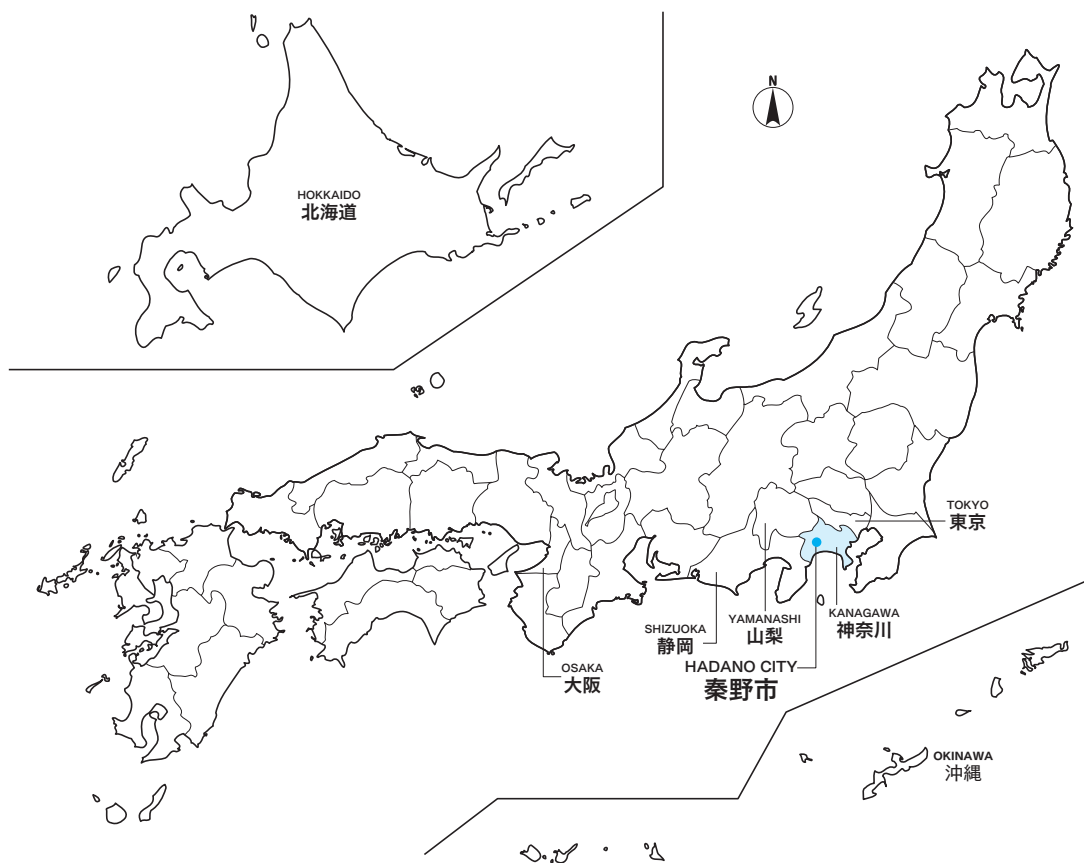 N
HOKKAIDO
北海道
TOKYO
東京
KANAGAWA
神奈川
YAMANASHI
山梨
SHIZUOKA
静岡
HADANO CITY
秦野市
OSAKA
大阪
OKINAWA
沖縄